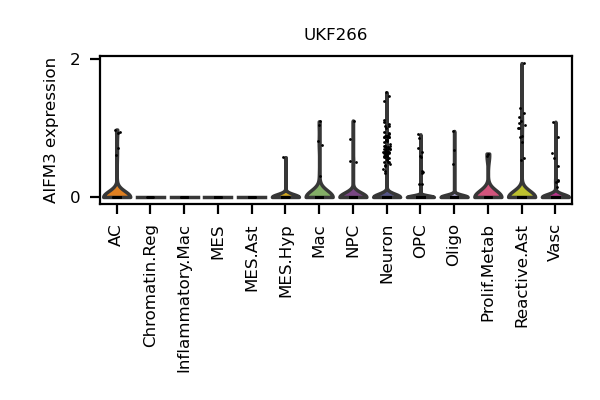 UKF266
AIFM3 expression
2
0
AC
Chromatin.Reg
Inflammatory.Mac
MES
MES.Ast
MES.Hyp
Mac
NPC
Neuron
OPC
Oligo
Prolif.Metab
Reactive.Ast
Vasc